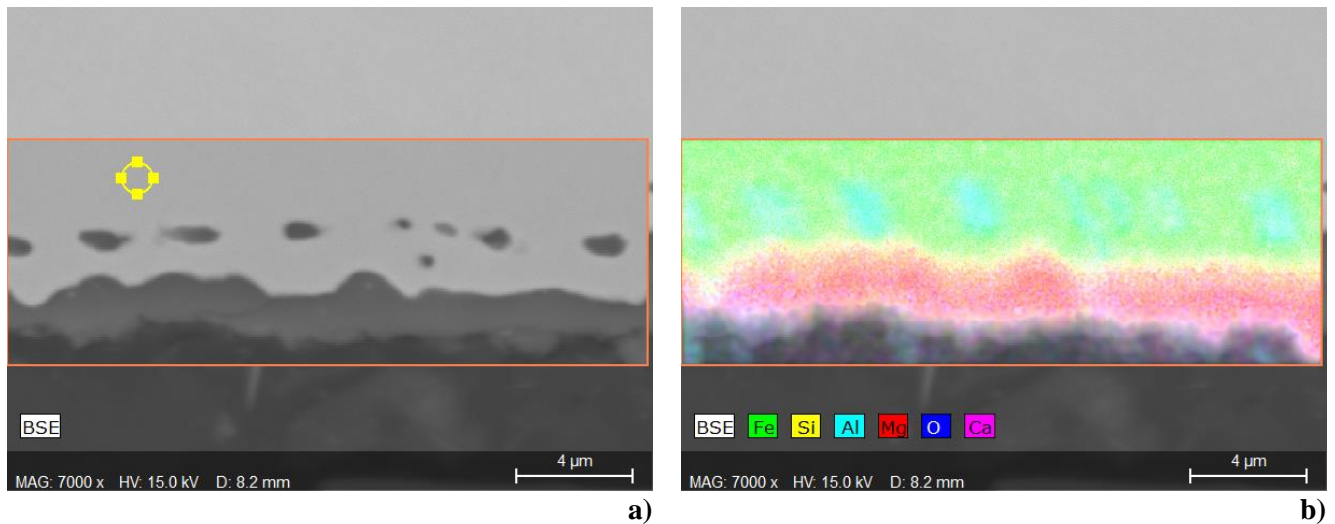 BSE
4 µm
MAG: 7000 x HV: 15.0 kV D: 8.2 mm
a)
BSE Fe Si Al Mg O Ca
4 µm
MAG: 7000 x HV: 15.0 kV D: 8.2 mm
b)